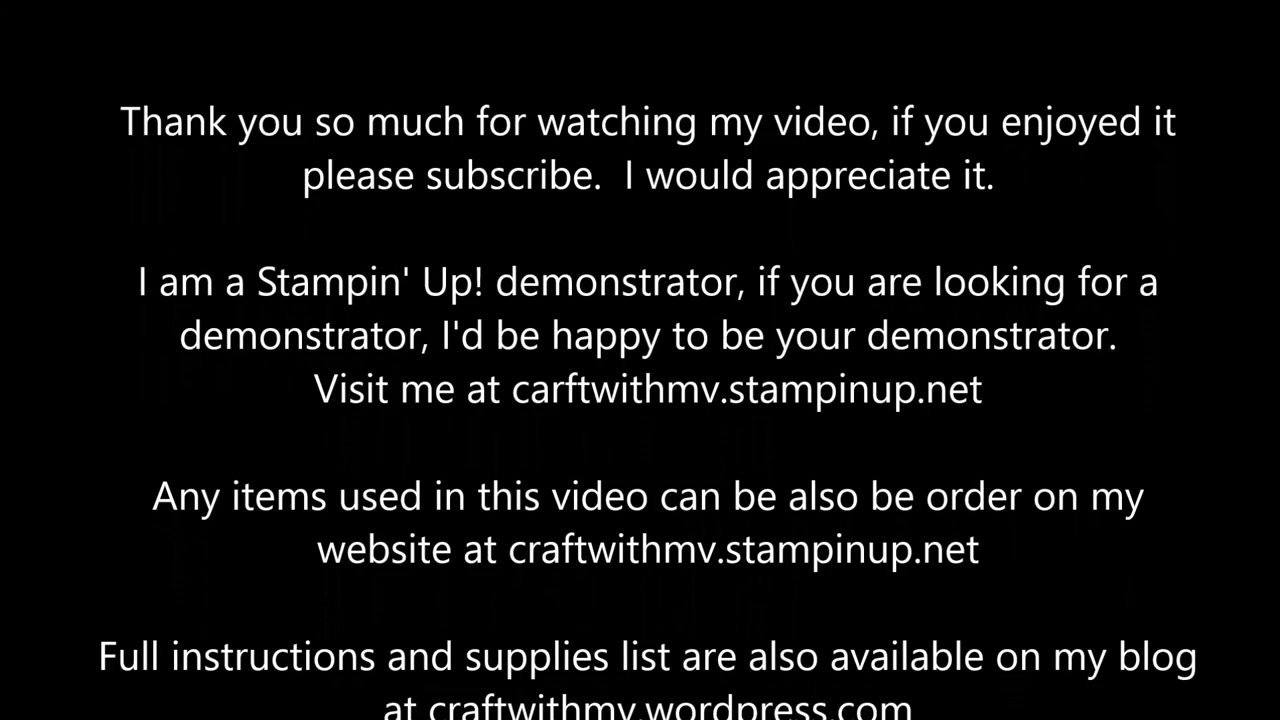 Thank you so much for watching my video, if you enjoyed it
please subscribe.  I would appreciate it.
I am a Stampin' Up! demonstrator, if you are looking for a
demonstrator, I'd be happy to be your demonstrator.
Visit me at carftwithmv.stampinup.net
Any items used in this video can be also be order on my
website at craftwithmv.stampinup.net
Full instructions and supplies list are also available on my blog
at craftwithmv.wordpress.com